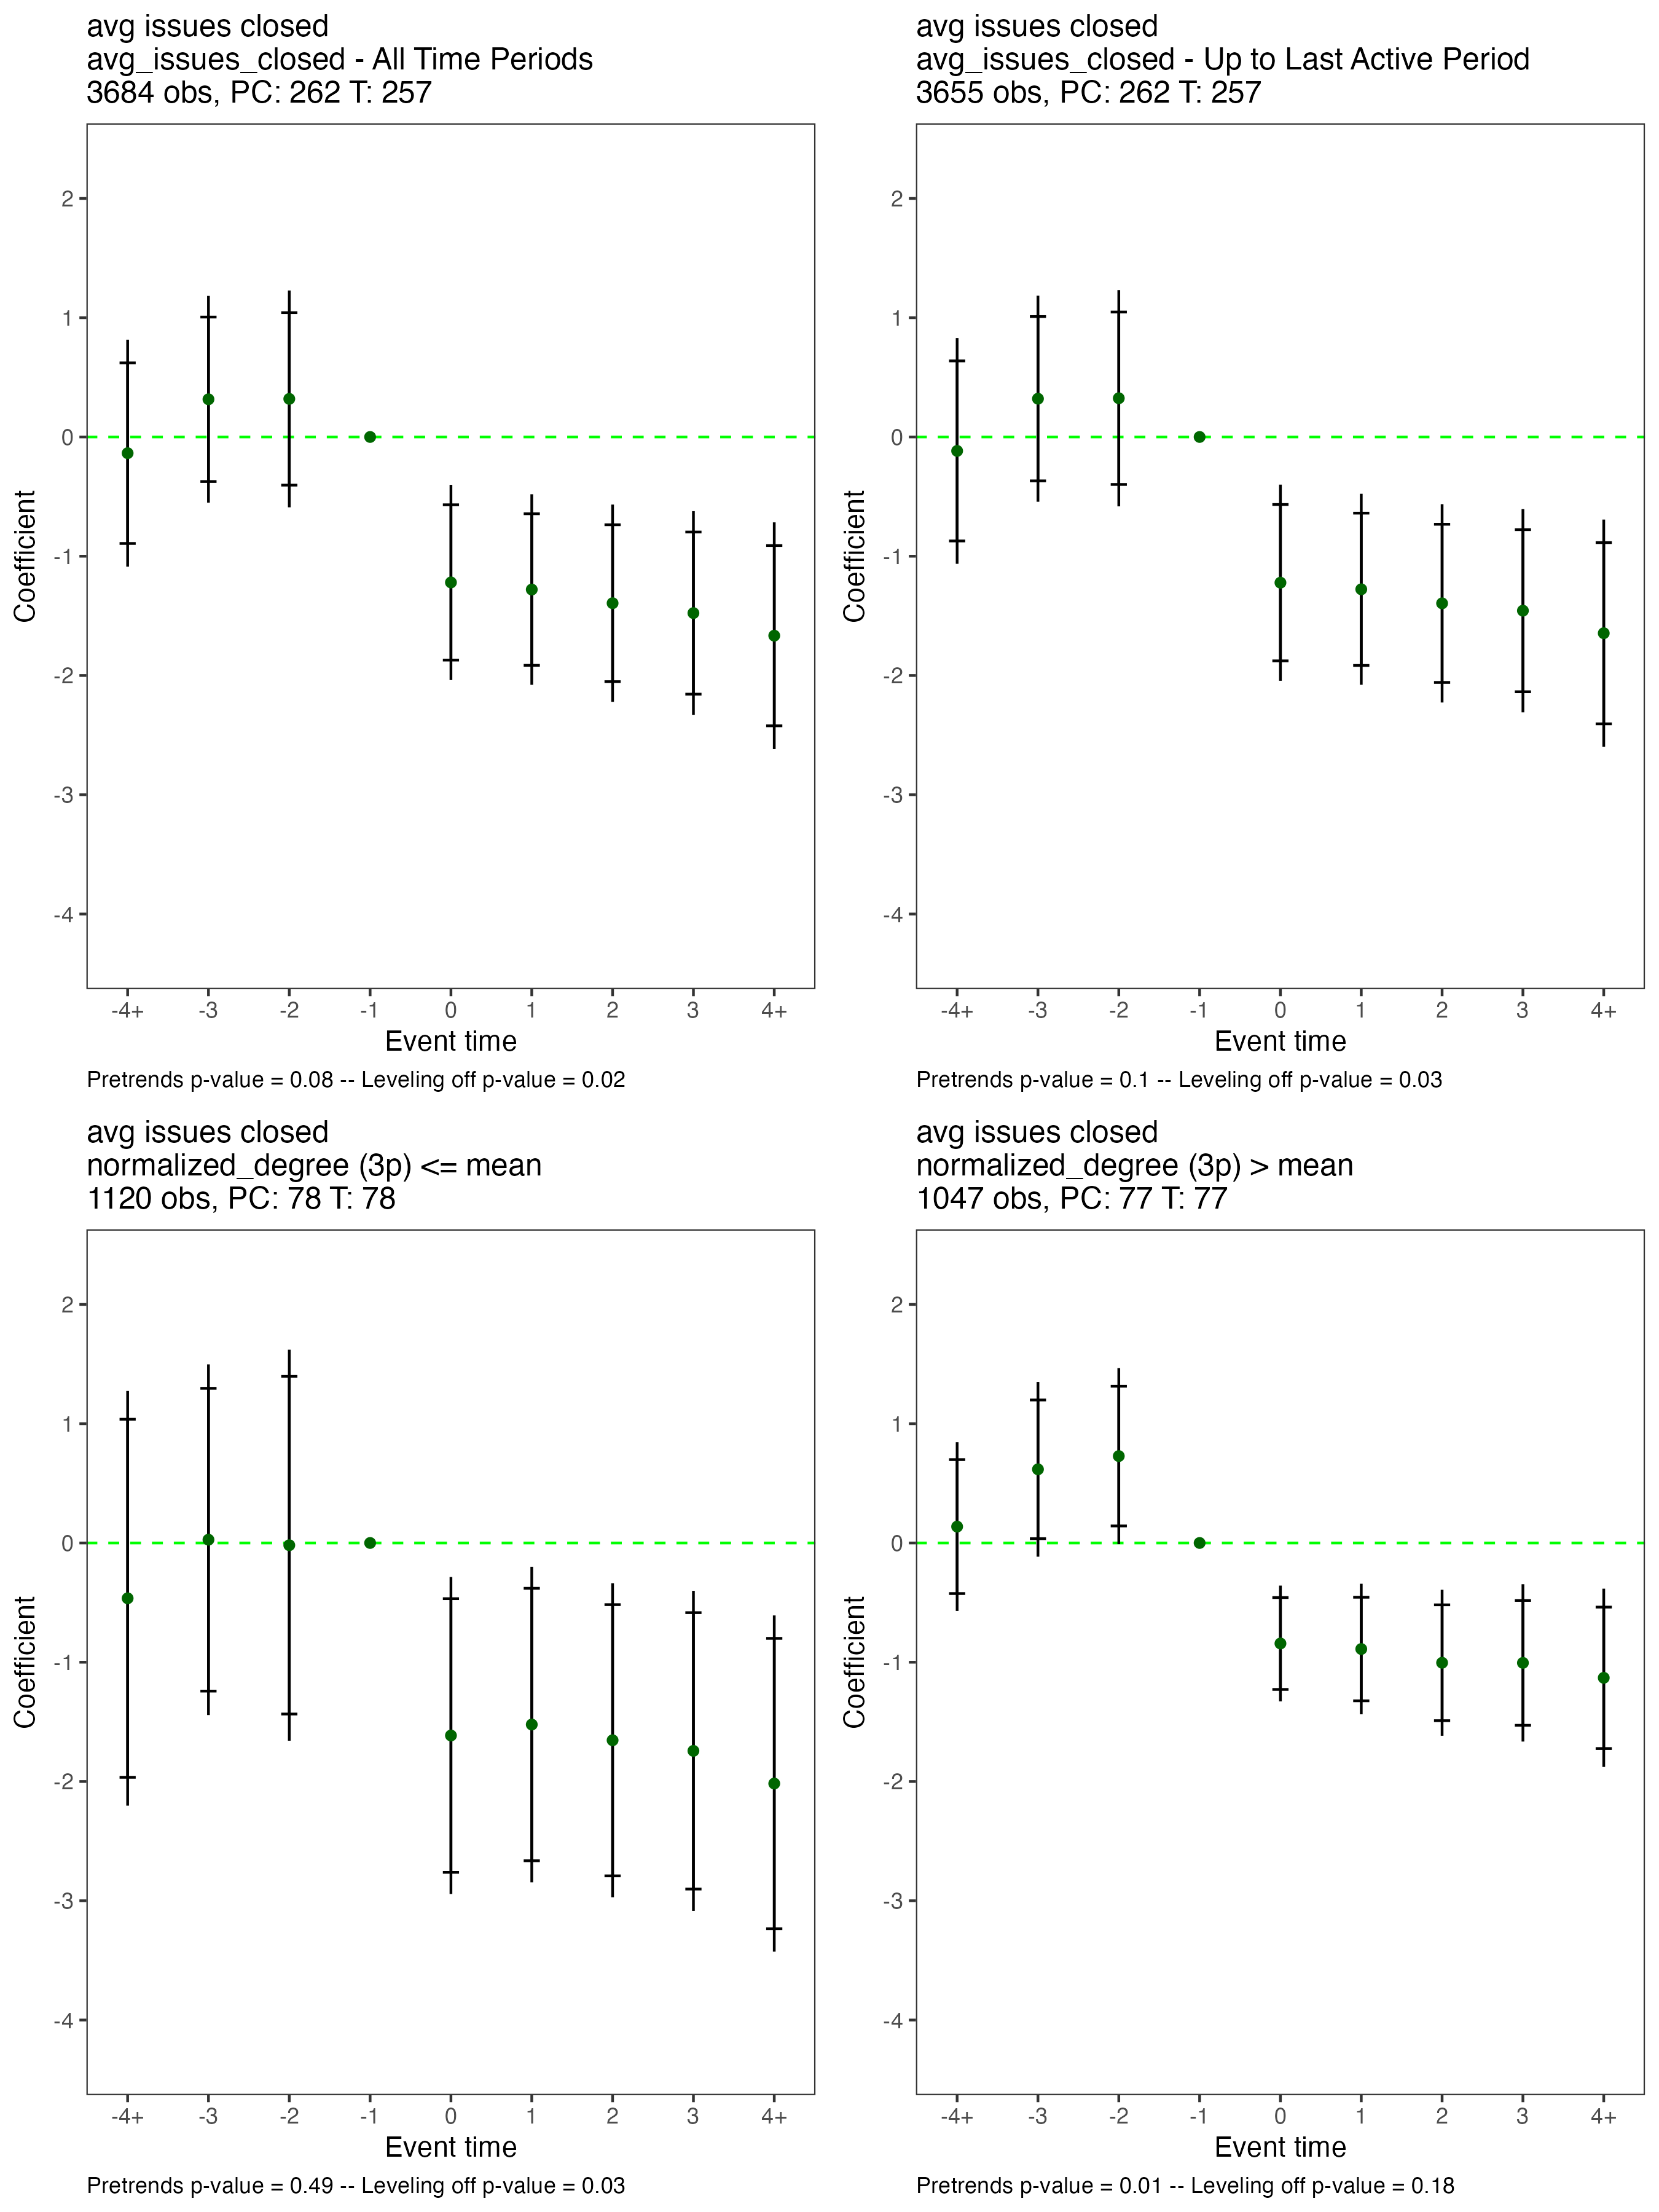 avg issues closed
avg_issues_closed - All Time Periods
3684 obs, PC: 262 T: 257
2
1
0
-1
-2
-3
-4
Coefficient
-4+ -3 -2 -1 0 1 2 3 4+
Event time
Pretrends p-value = 0.08 -- Leveling off p-value = 0.02
avg issues closed
avg_issues_closed - Up to Last Active Period
3655 obs, PC: 262 T: 257
2
1
0
-1
-2
-3
-4
Coefficient
-4+ -3 -2 -1 0 1 2 3 4+
Event time
Pretrends p-value = 0.1 -- Leveling off p-value = 0.03
avg issues closed
normalized_degree (3p) <= mean
1120 obs, PC: 78 T: 78
2
1
0
-1
-2
-3
-4
Coefficient
-4+ -3 -2 -1 0 1 2 3 4+
Event time
Pretrends p-value = 0.49 -- Leveling off p-value = 0.03
avg issues closed
normalized_degree (3p) > mean
1047 obs, PC: 77 T: 77
2
1
0
-1
-2
-3
-4
Coefficient
-4+ -3 -2 -1 0 1 2 3 4+
Event time
Pretrends p-value = 0.01 -- Leveling off p-value = 0.18